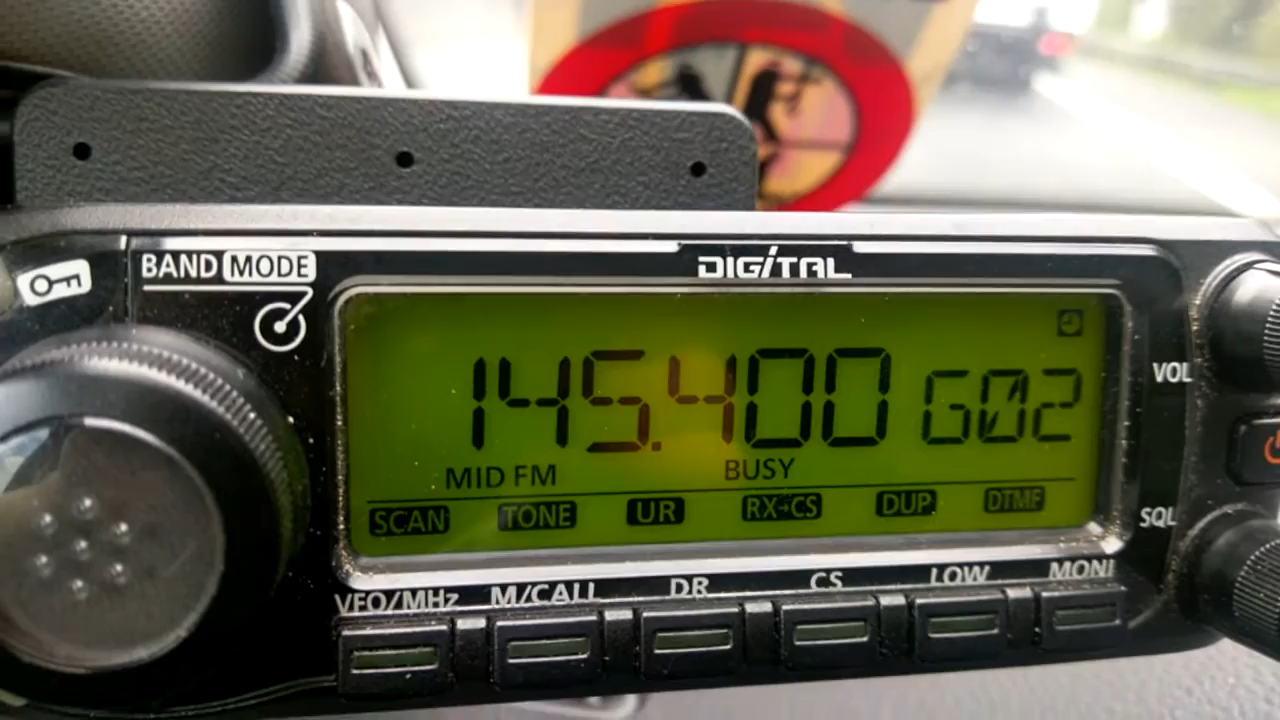 BAND MODE
DIGITAL
145.400 G02
MID FM BUSY
SCAN TONE UR RX→CS DUP DTMF
VOL
SQL
VFO/MHz M/CALL DR CS LOW MONI